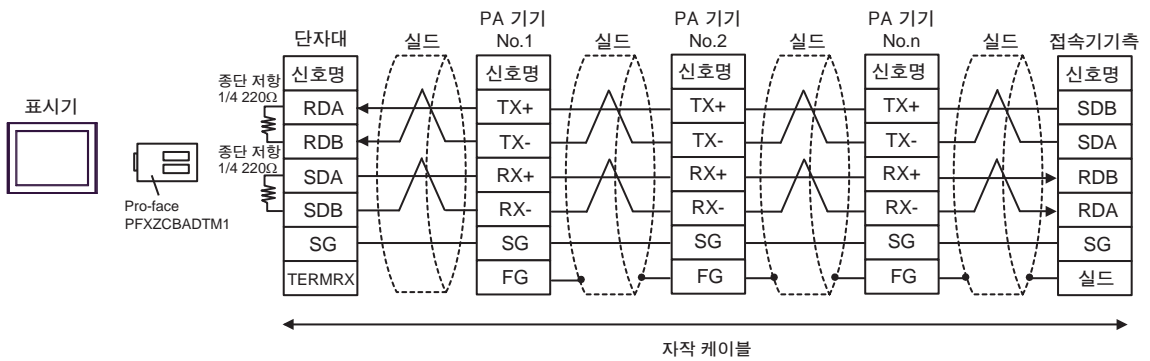 PA 기기
No.1
PA 기기
No.2
PA 기기
No.n
단자대
실드
실드
실드
실드
접속기기측
표시기
Pro-face
PFXZCBADTM1
종단 저항
1/4 220Ω
종단 저항
1/4 220Ω
신호명
RDA
RDB
SDA
SDB
SG
TERMRX
신호명
TX+
TX-
RX+
RX-
SG
FG
신호명
TX+
TX-
RX+
RX-
SG
FG
신호명
TX+
TX-
RX+
RX-
SG
FG
신호명
SDB
SDA
RDB
RDA
SG
실드
자작 케이블